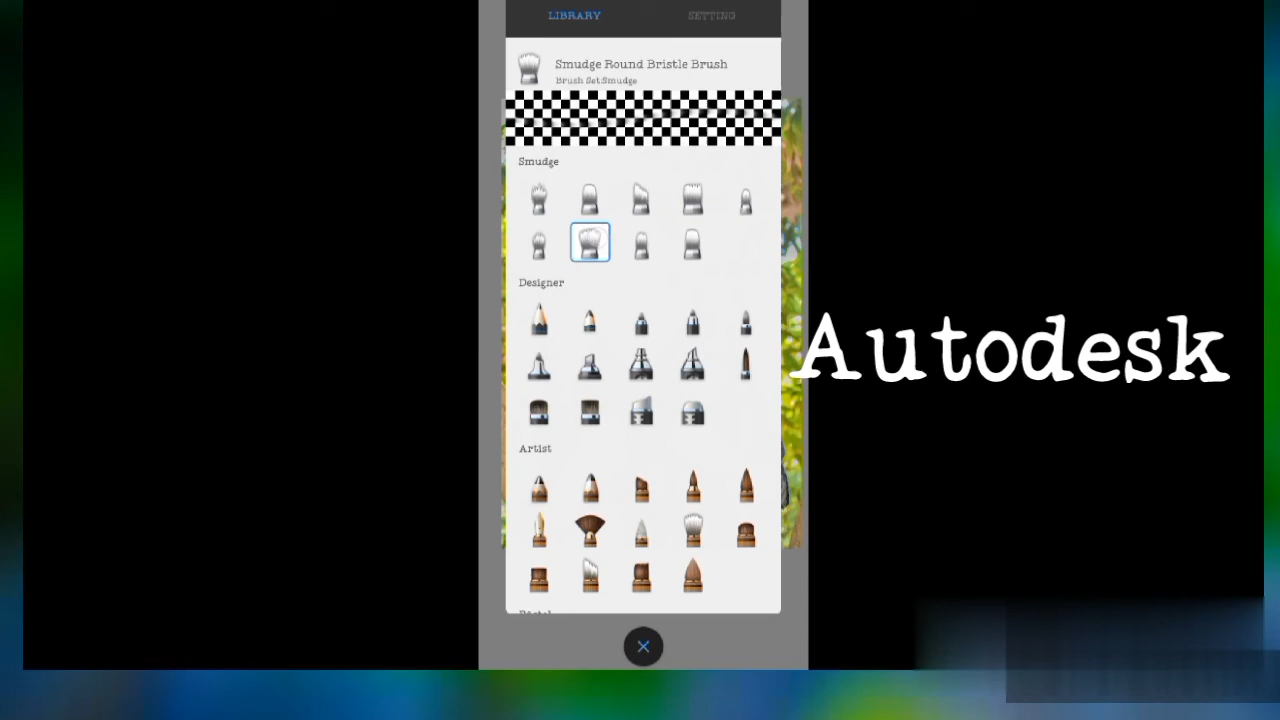 LIBRARY SETTING
Smudge Round Bristle Brush
Brush Set:Smudge
Smudge
Designer
Autodesk
Artist